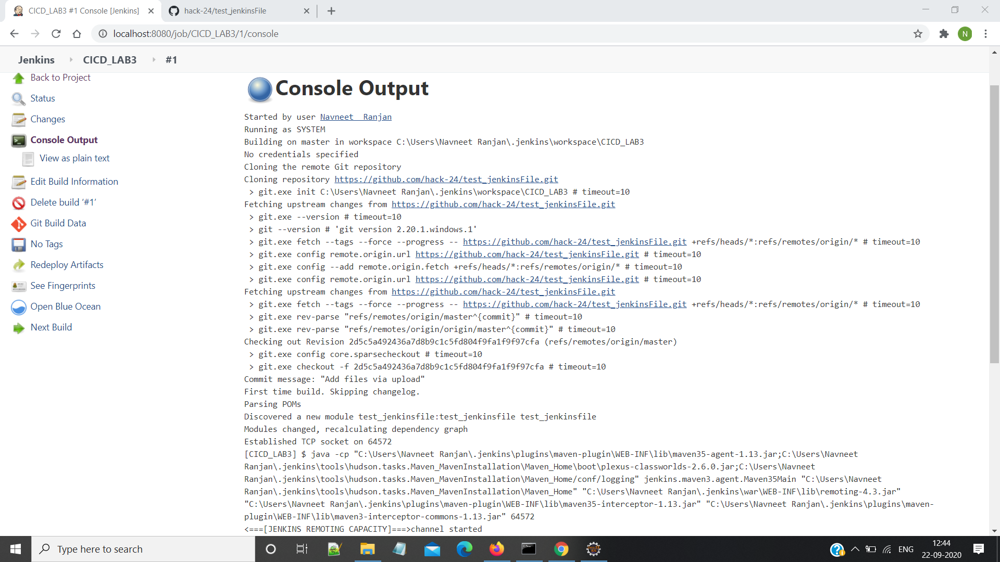 CICD_LAB3 #1 Console [Jenkins]
hack-24/test_jenkinsFile
localhost:8080/job/CICD_LAB3/1/console
N
Jenkins
CICD_LAB3
#1
Back to Project
Status
Changes
Console Output
View as plain text
Edit Build Information
Delete build ‘#1’
Git Build Data
No Tags
Redeploy Artifacts
See Fingerprints
Open Blue Ocean
Next Build
Console Output
Started by user Navneet  Ranjan
Running as SYSTEM
Building on master in workspace C:\Users\Navneet Ranjan\.jenkins\workspace\CICD_LAB3
No credentials specified
Cloning the remote Git repository
Cloning repository https://github.com/hack-24/test_jenkinsFile.git
 > git.exe init C:\Users\Navneet Ranjan\.jenkins\workspace\CICD_LAB3 # timeout=10
Fetching upstream changes from https://github.com/hack-24/test_jenkinsFile.git
 > git.exe --version # timeout=10
 > git --version # 'git version 2.20.1.windows.1'
 > git.exe fetch --tags --force --progress -- https://github.com/hack-24/test_jenkinsFile.git +refs/heads/*:refs/remotes/origin/* # timeout=10
 > git.exe config remote.origin.url https://github.com/hack-24/test_jenkinsFile.git # timeout=10
 > git.exe config --add remote.origin.fetch +refs/heads/*:refs/remotes/origin/* # timeout=10
 > git.exe config remote.origin.url https://github.com/hack-24/test_jenkinsFile.git # timeout=10
Fetching upstream changes from https://github.com/hack-24/test_jenkinsFile.git
 > git.exe fetch --tags --force --progress -- https://github.com/hack-24/test_jenkinsFile.git +refs/heads/*:refs/remotes/origin/* # timeout=10
 > git.exe rev-parse "refs/remotes/origin/master^{commit}" # timeout=10
 > git.exe rev-parse "refs/remotes/origin/origin/master^{commit}" # timeout=10
Checking out Revision 2d5c5a492436a7d8b9c1c5fd804f9fa1f9f97cfa (refs/remotes/origin/master)
 > git.exe config core.sparsecheckout # timeout=10
 > git.exe checkout -f 2d5c5a492436a7d8b9c1c5fd804f9fa1f9f97cfa # timeout=10
Commit message: "Add files via upload"
First time build. Skipping changelog.
Parsing POMs
Discovered a new module test_jenkinsfile:test_jenkinsfile test_jenkinsfile
Modules changed, recalculating dependency graph
Established TCP socket on 64572
[CICD_LAB3] $ java -cp "C:\Users\Navneet Ranjan\.jenkins\plugins\maven-plugin\WEB-INF\lib\maven35-agent-1.13.jar;C:\Users\Navneet
Ranjan\.jenkins\tools\hudson.tasks.Maven_MavenInstallation\Maven_Home\boot\plexus-classworlds-2.6.0.jar;C:\Users\Navneet
Ranjan\.jenkins\tools\hudson.tasks.Maven_MavenInstallation\Maven_Home/conf/logging" jenkins.maven3.agent.Maven35Main "C:\Users\Navneet
Ranjan\.jenkins\tools\hudson.tasks.Maven_MavenInstallation\Maven_Home" "C:\Users\Navneet Ranjan\.jenkins\war\WEB-INF\lib\remoting-4.3.jar"
"C:\Users\Navneet Ranjan\.jenkins\plugins\maven-plugin\WEB-INF\lib\maven35-interceptor-1.13.jar" "C:\Users\Navneet Ranjan\.jenkins\plugins\maven-
plugin\WEB-INF\lib\maven3-interceptor-commons-1.13.jar" 64572
<===[JENKINS REMOTING CAPACITY]===>channel started
Type here to search
ENG
12:44
22-09-2020